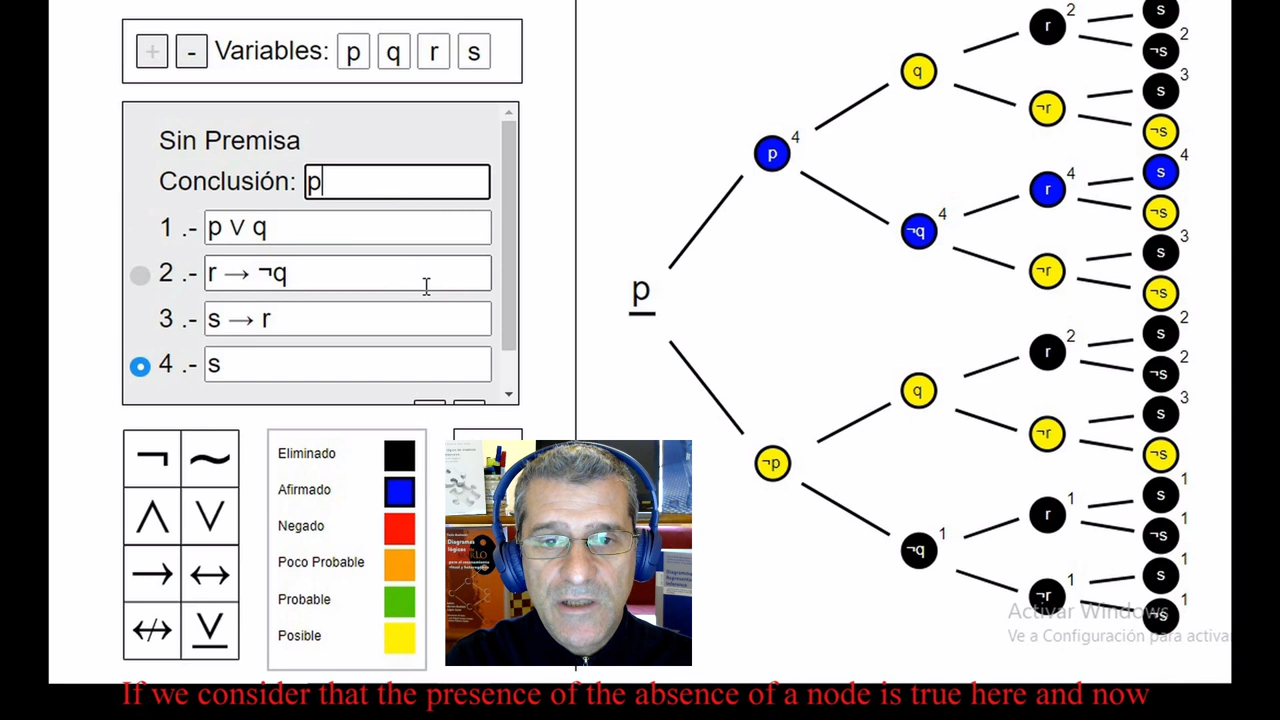 + - Variables: p q r s
Sin Premisa
Conclusión: p
1 .- p ∨ q
2 .- r → ¬q
3 .- s → r
4 .- s
¬ ~
∧ ∨
→ ↔
↮ ⊻
Eliminado
Afirmado
Negado
Poco Probable
Probable
Posible
Diagramas
lógicos
p
p 4
¬p
q
¬q 4
q
¬q 1
r 2
¬r
r 4
¬r
r 2
¬r
r 1
¬r 1
s
¬s 2
s 3
¬s
s 4
¬s
s 3
¬s
s 2
¬s 2
s 3
¬s
s 1
¬s 1
s 1
¬s 1
Activar Windows
Ve a Configuración para activa
If we consider that the presence of the absence of a node is true here and now